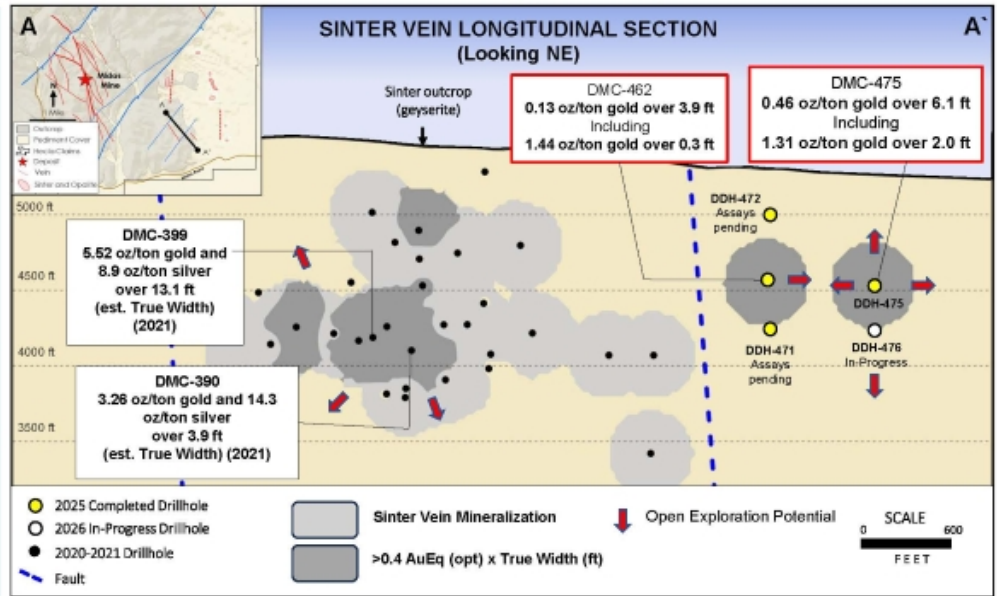 A
A`
SINTER VEIN LONGITUDINAL SECTION
(Looking NE)
Midas
Mine
N
Mile
A
A'
Outcrop
Pediment Cover
Hecla Claims
Deposit
Vein
Sinter and Opalite
Sinter outcrop
(geyserite)
DMC-462
0.13 oz/ton gold over 3.9 ft
Including
1.44 oz/ton gold over 0.3 ft
DMC-475
0.46 oz/ton gold over 6.1 ft
Including
1.31 oz/ton gold over 2.0 ft
5000 ft
4500 ft
4000 ft
3500 ft
DMC-399
5.52 oz/ton gold and
8.9 oz/ton silver
over 13.1 ft
(est. True Width)
(2021)
DMC-390
3.26 oz/ton gold and 14.3
oz/ton silver
over 3.9 ft
(est. True Width) (2021)
DDH-472
Assays
pending
DDH-471
Assays
pending
DDH-475
DDH-476
In-Progress
2025 Completed Drillhole
2026 In-Progress Drillhole
2020-2021 Drillhole
Fault
Sinter Vein Mineralization
>0.4 AuEq (opt) x True Width (ft)
Open Exploration Potential
SCALE
0 600
FEET